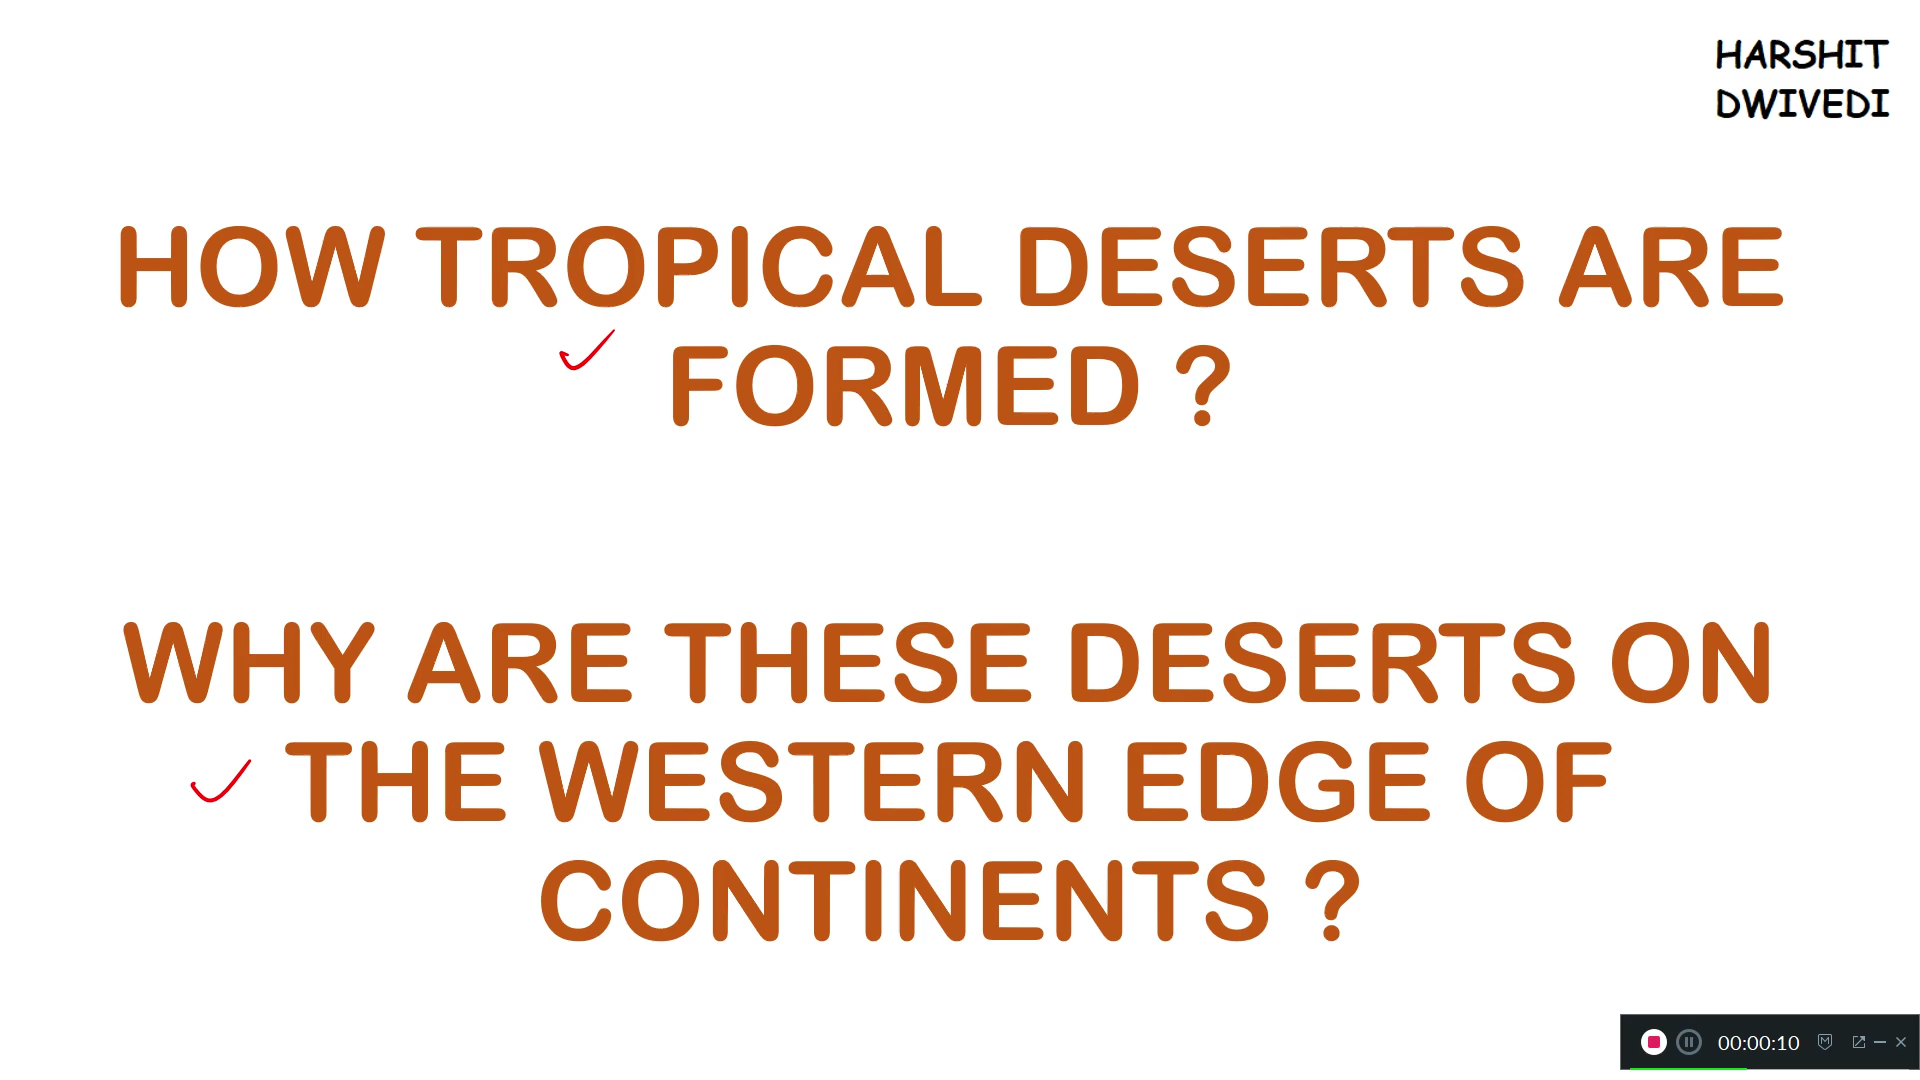 HARSHIT
DWIVEDI
HOW TROPICAL DESERTS ARE
FORMED ?
WHY ARE THESE DESERTS ON
THE WESTERN EDGE OF
CONTINENTS ?
00:00:10